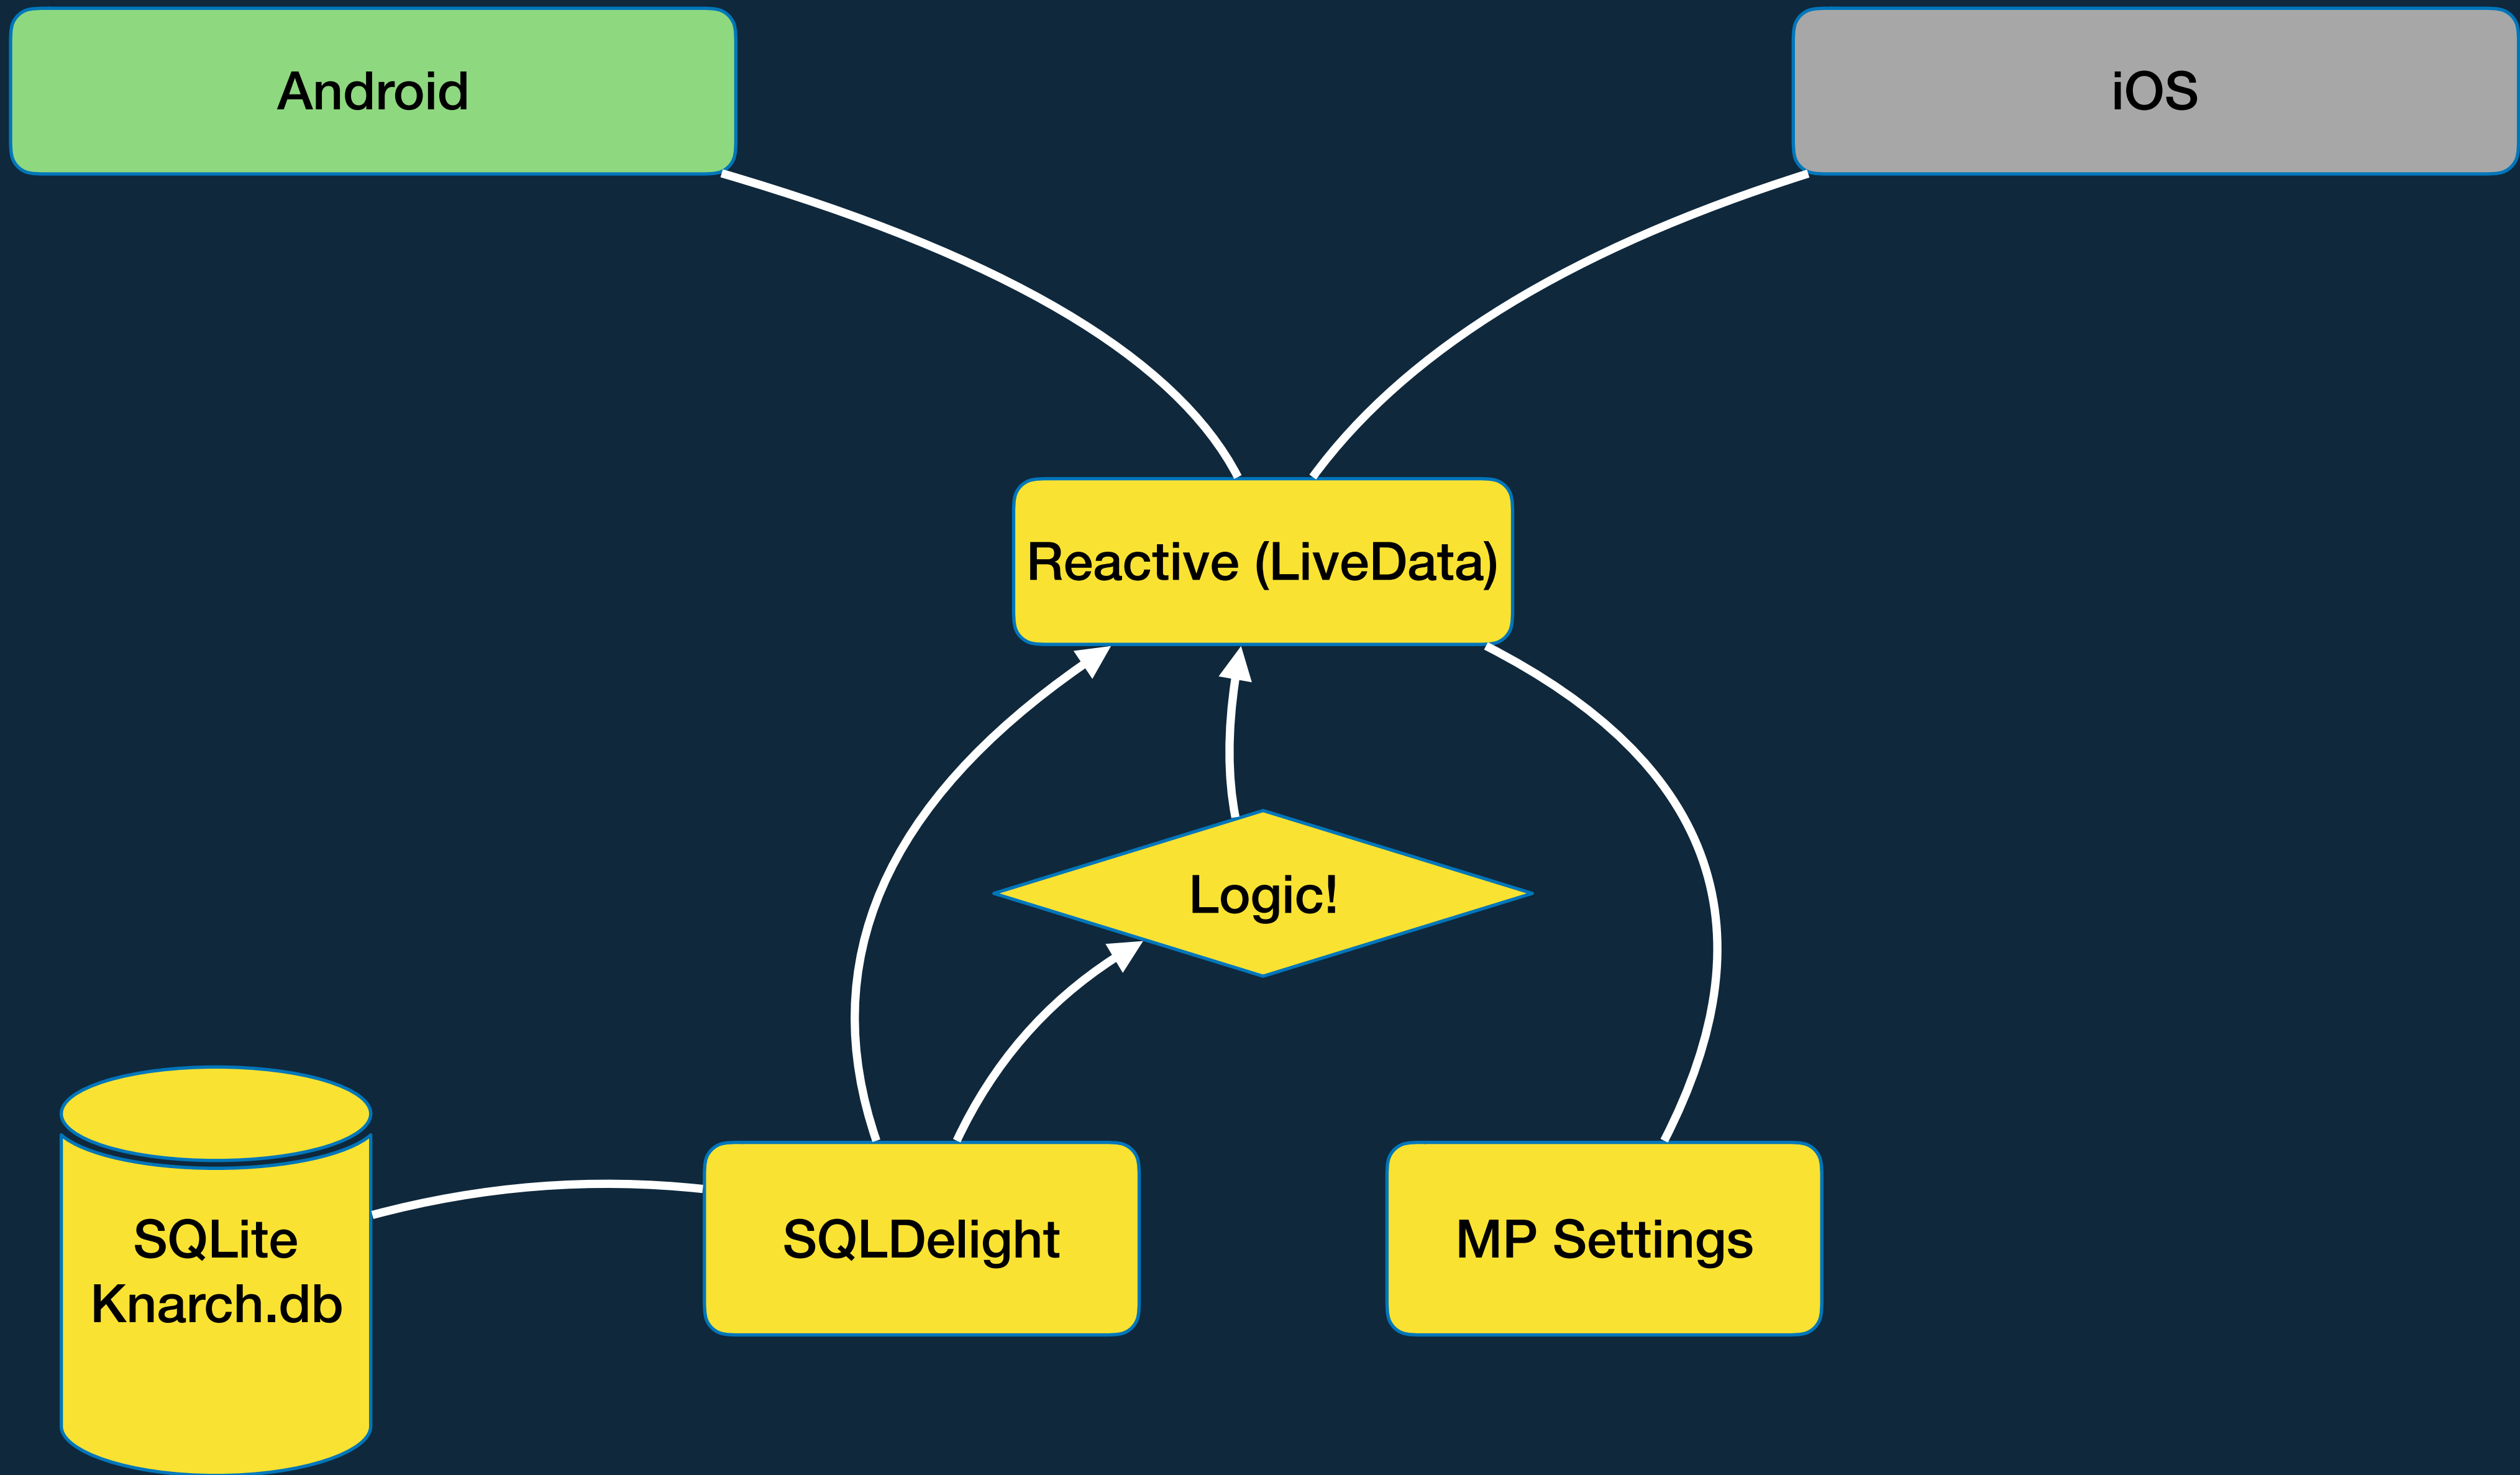 Android
iOS
Reactive (LiveData)
Logic!
SQLite
Knarch.db
SQLDelight
MP Settings